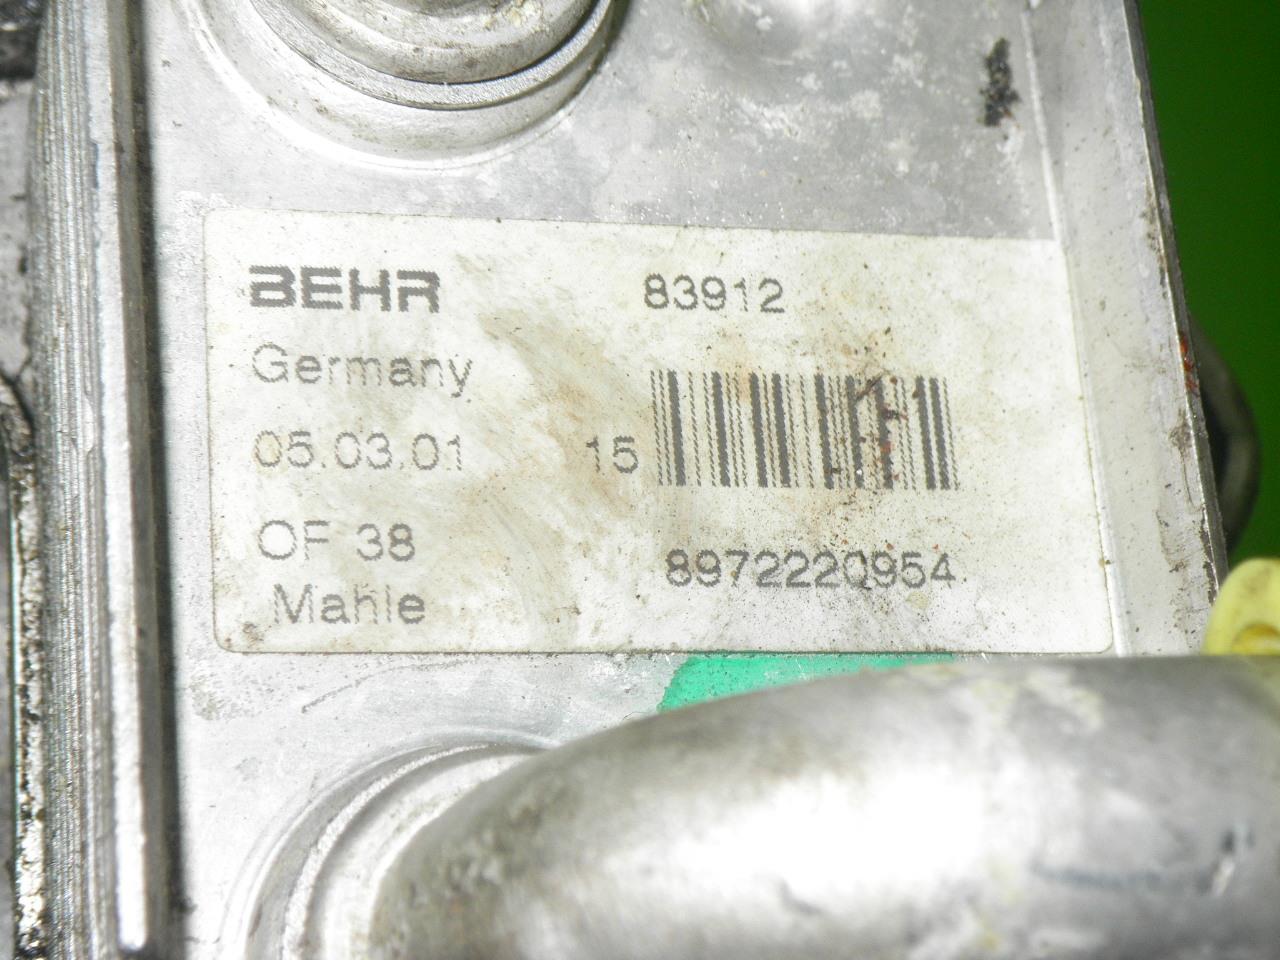 BEHR 83912
Germany
05.03.01 15
OF 38 8972220954
Mahle